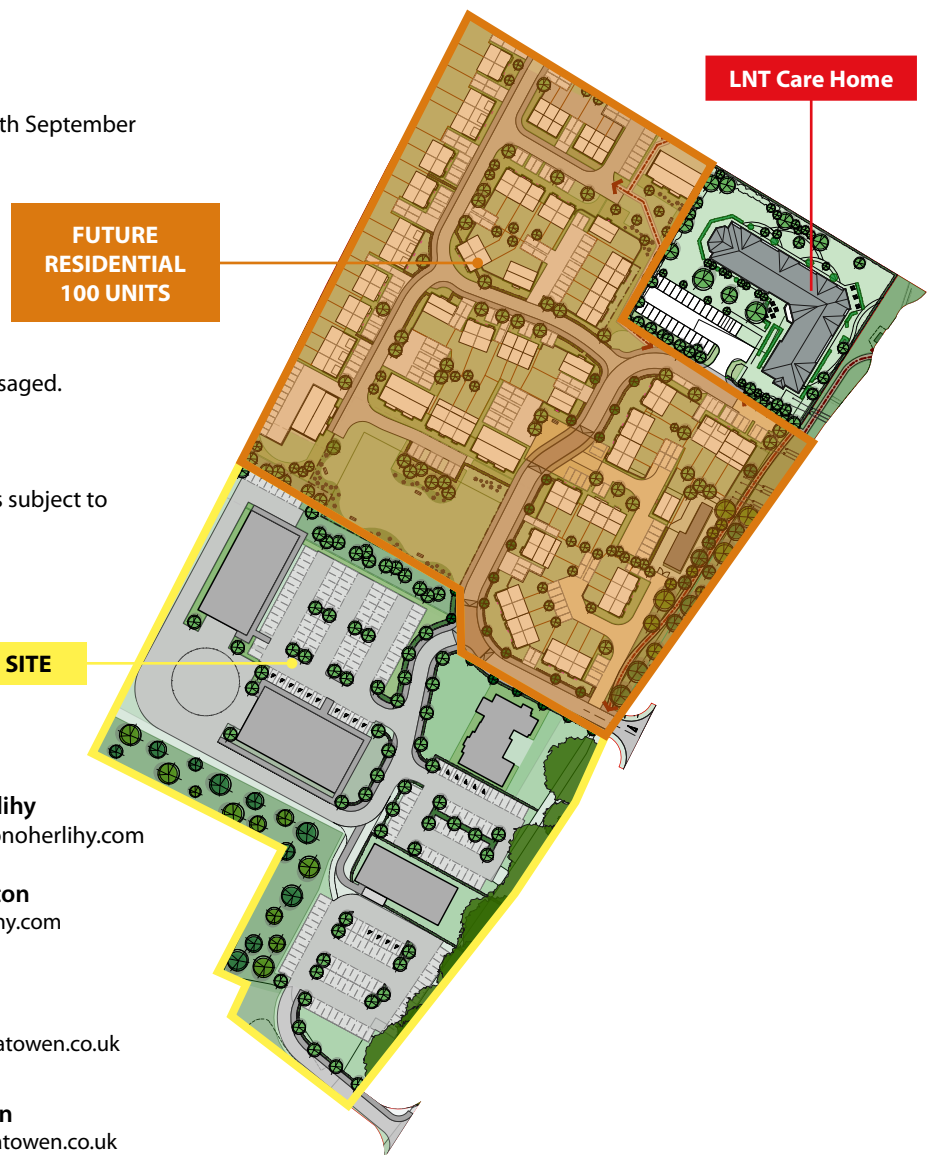 LNT Care Home
th September
FUTURE
RESIDENTIAL
100 UNITS
saged.
s subject to
SITE
lihy
onoherlihy.com
ton
hy.com
atowen.co.uk
n
atowen.co.uk